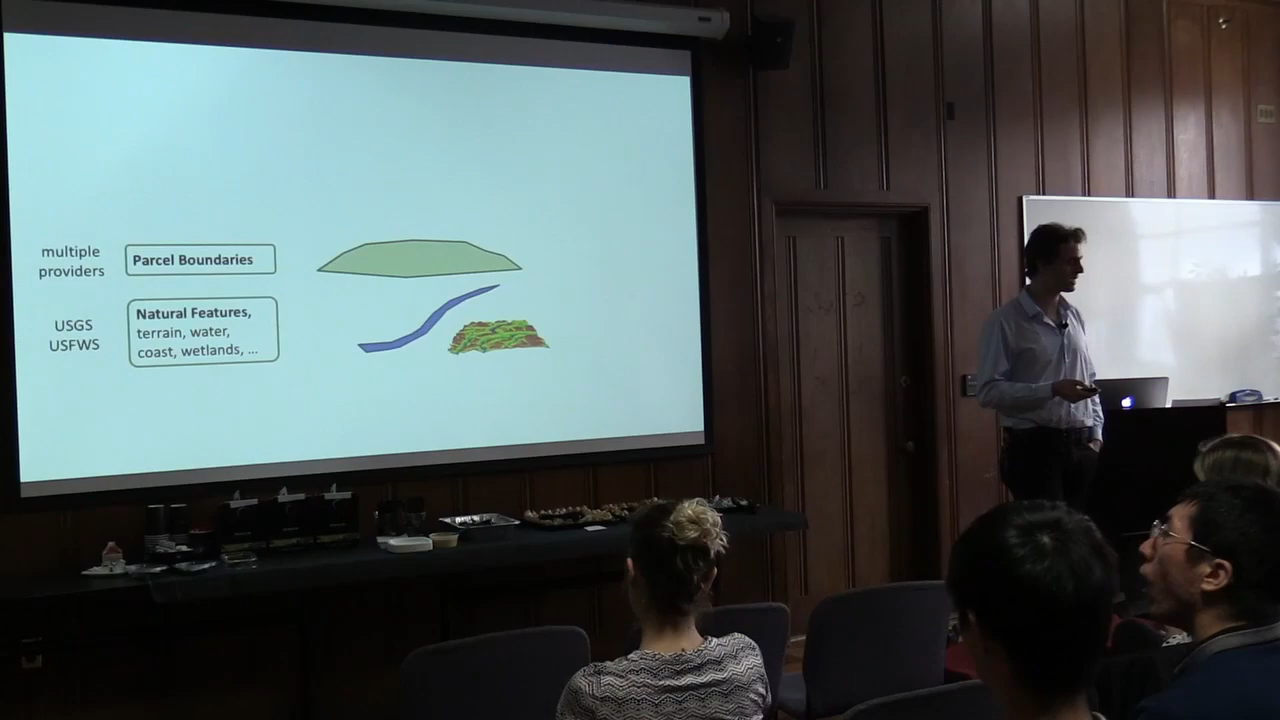 multiple
providers
Parcel Boundaries
USGS
USFWS
Natural Features,
terrain, water,
coast, wetlands, ...